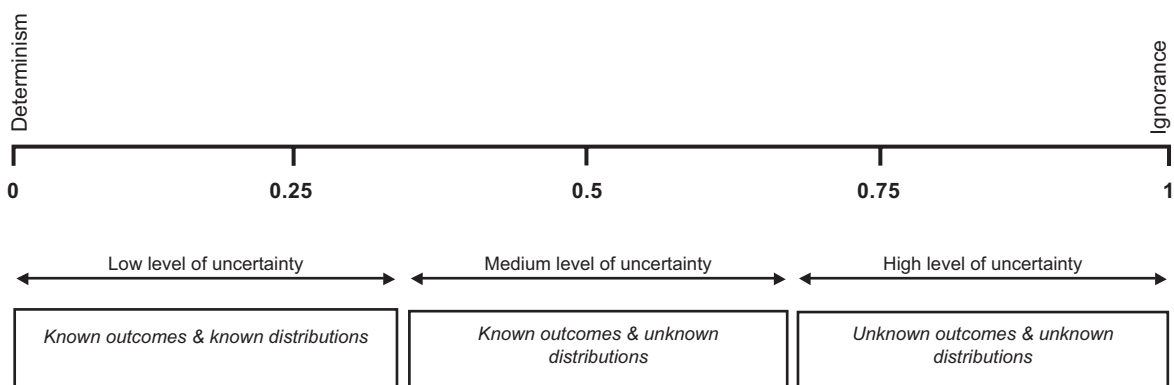 Determinism
Ignorance
0
0.25
0.5
0.75
1
Low level of uncertainty
Medium level of uncertainty
High level of uncertainty
Known outcomes & known distributions
Known outcomes & unknown
distributions
Unknown outcomes & unknown
distributions